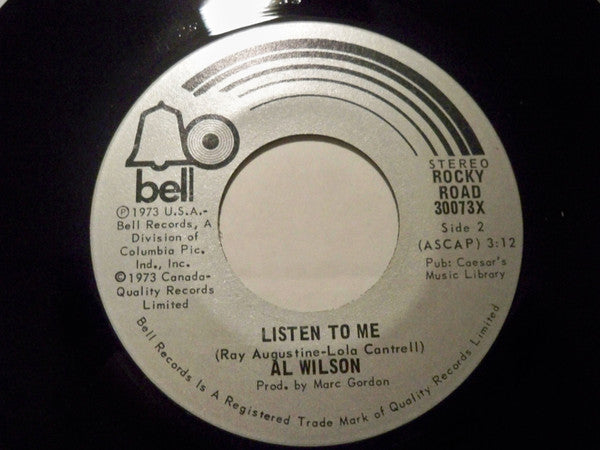 bell
℗ 1973 U.S.A.-
Bell Records, A
Division of
Columbia Pic.
Ind., Inc.
© 1973 Canada-
Quality Records
Limited
STEREO
ROCKY
ROAD
30073X
Side 2
(ASCAP) 3:12
Pub: Caesar's
Music Library
LISTEN TO ME
(Ray Augustine-Lola Cantrell)
AL WILSON
Prod. by Marc Gordon
Bell Records Is A Registered Trade Mark of Quality Records Limited